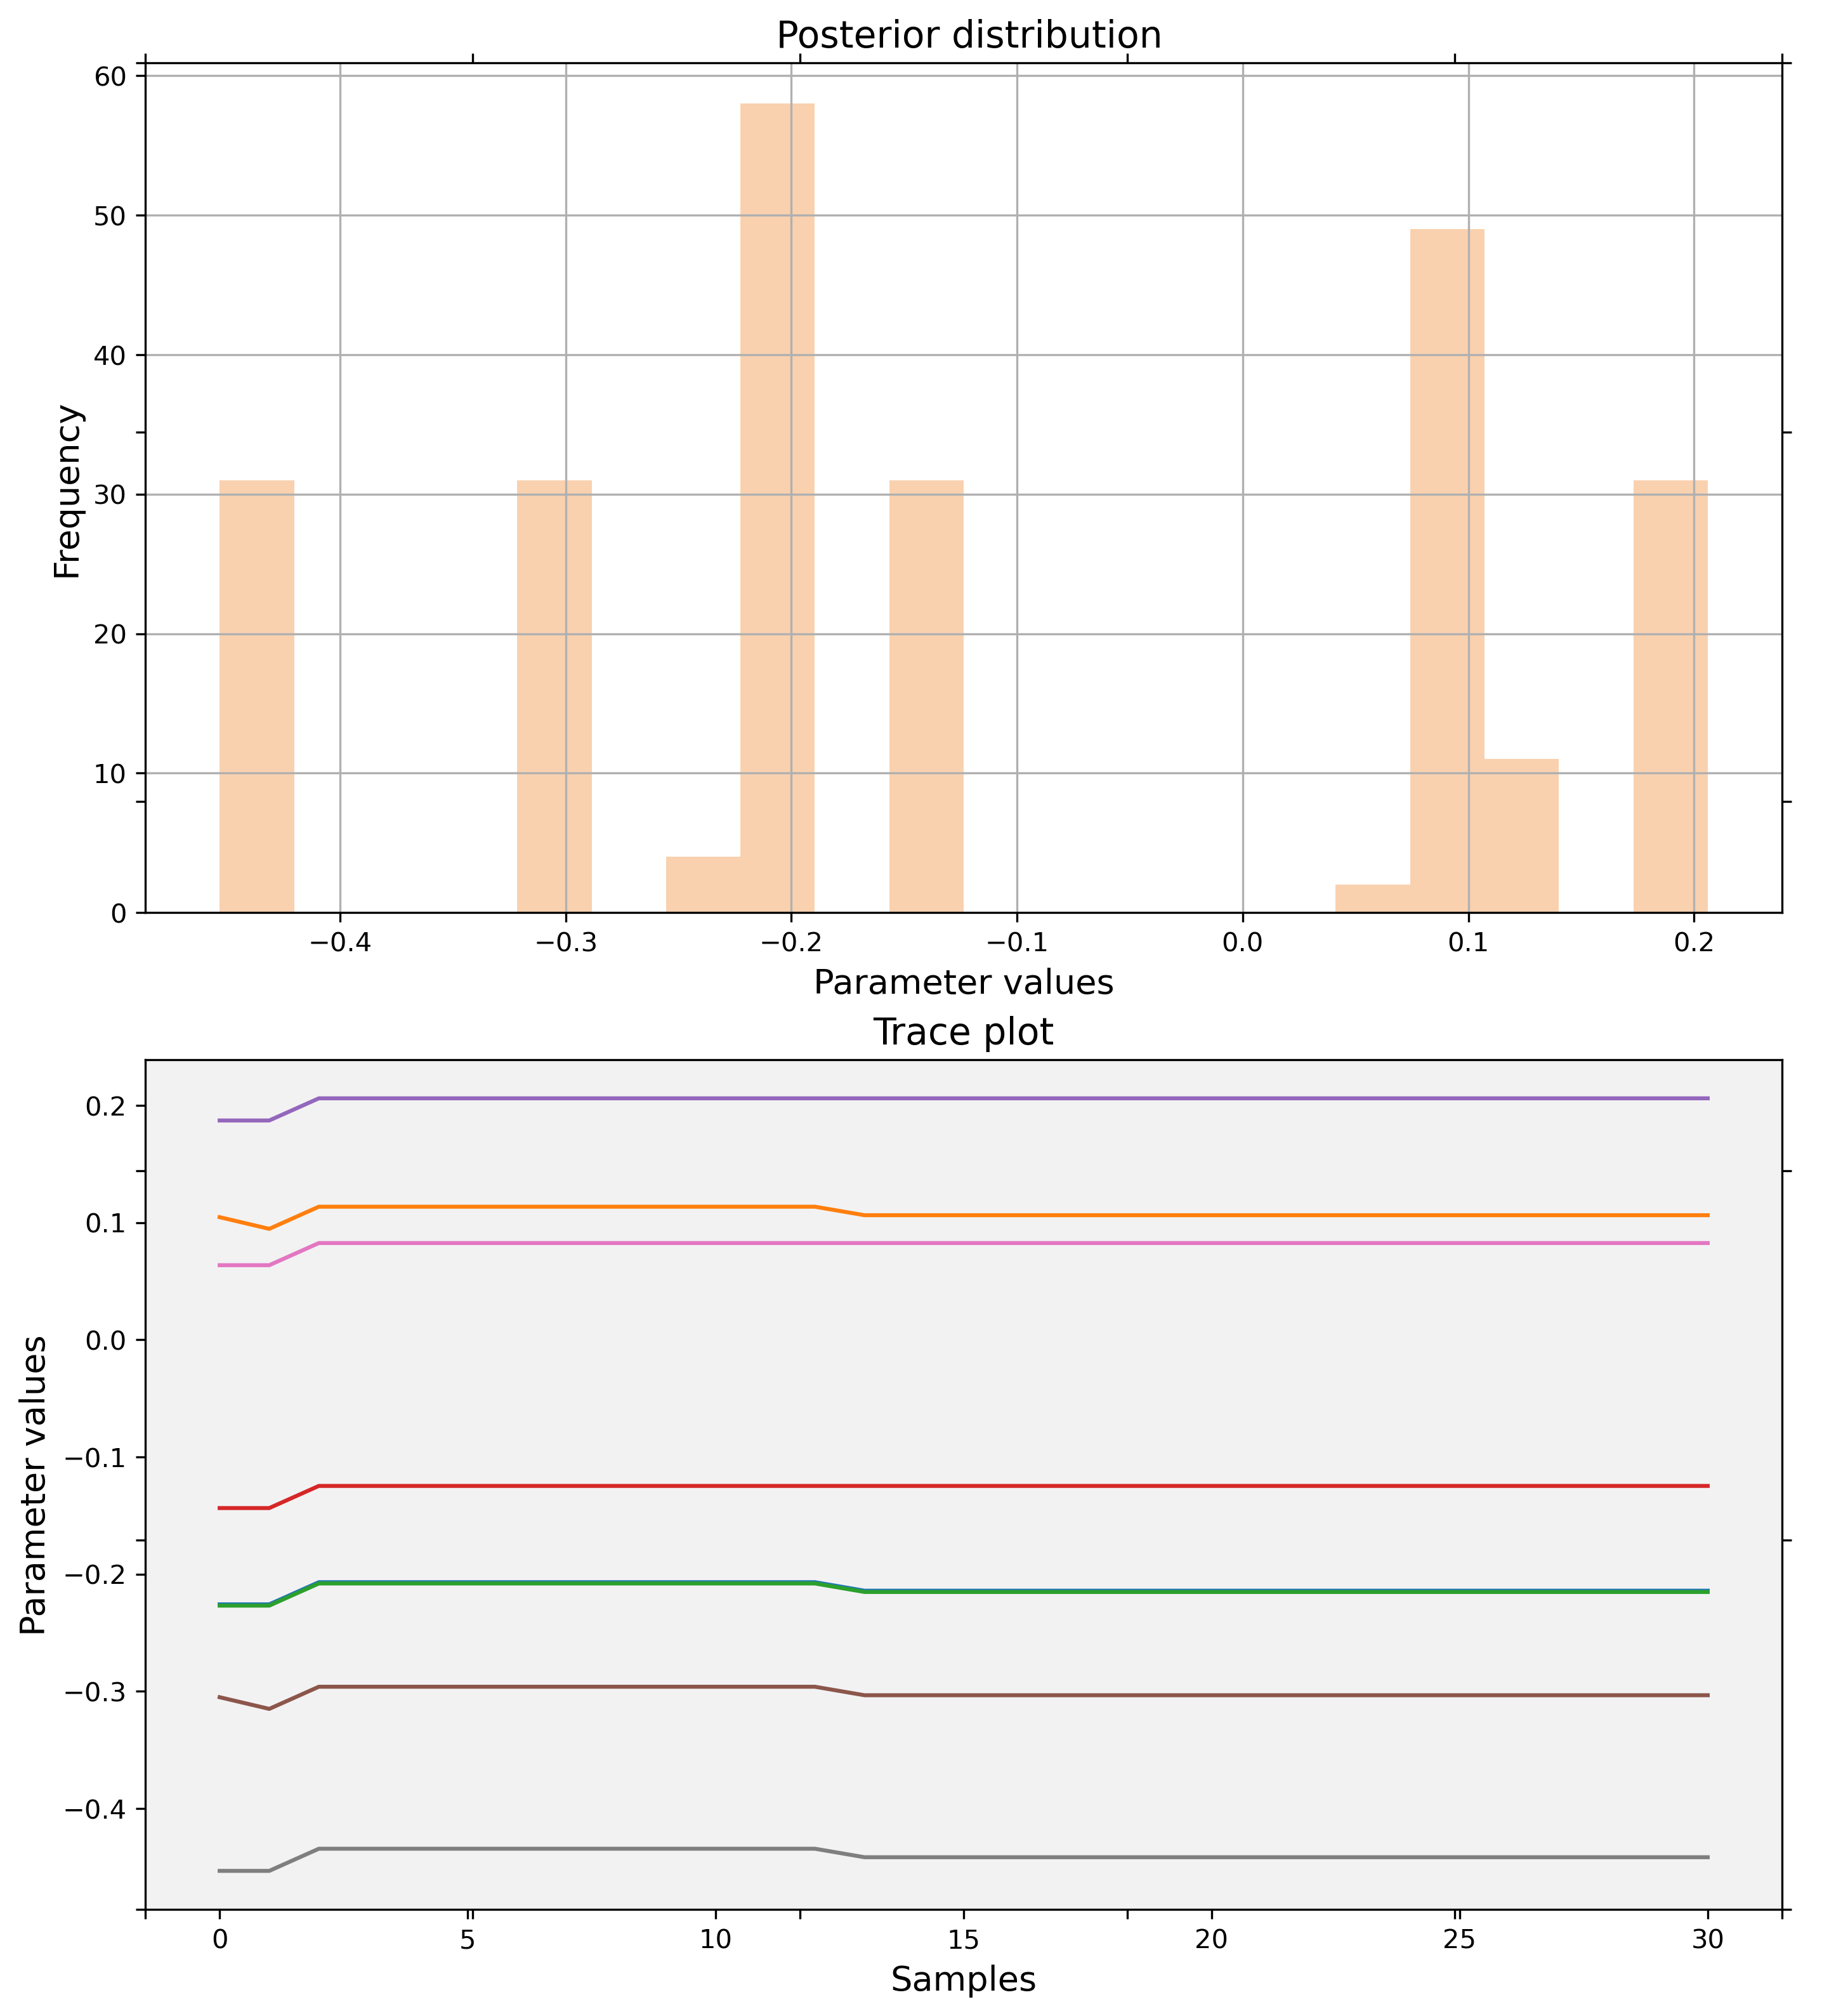 Posterior distribution
60
50
40
30
20
10
0
Frequency
−0.4 −0.3 −0.2 −0.1 0.0 0.1 0.2
Parameter values
Trace plot
0.2
0.1
0.0
−0.1
−0.2
−0.3
−0.4
Parameter values
0 5 10 15 20 25 30
Samples